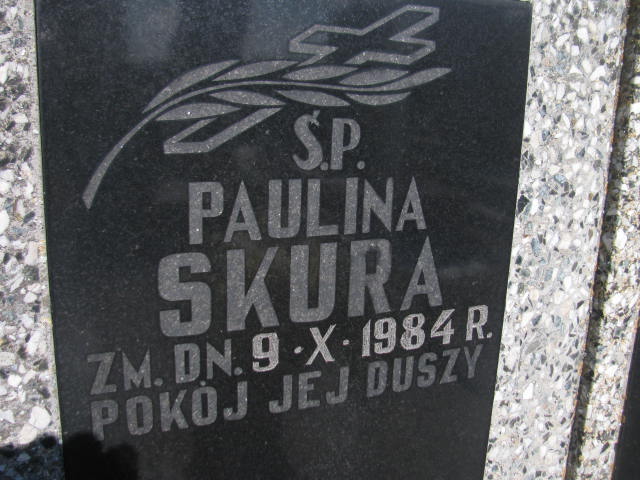 Ś.P.
PAULINA
SKURA
ZM. DN. 9 · X · 1984 R.
POKÓJ JEJ DUSZY